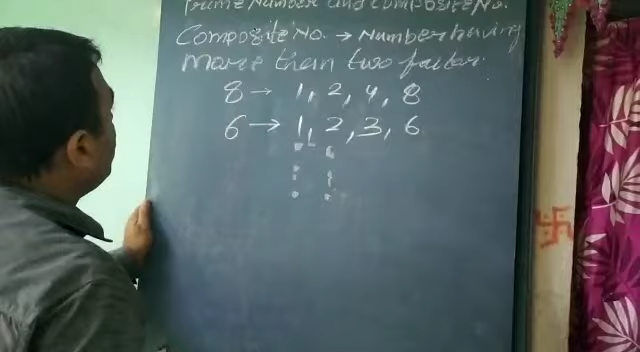 Prime Number and Composite No.
Composite No. → Number having
more than two factor.
8 → 1, 2, 4, 8
6 → 1, 2, 3, 6